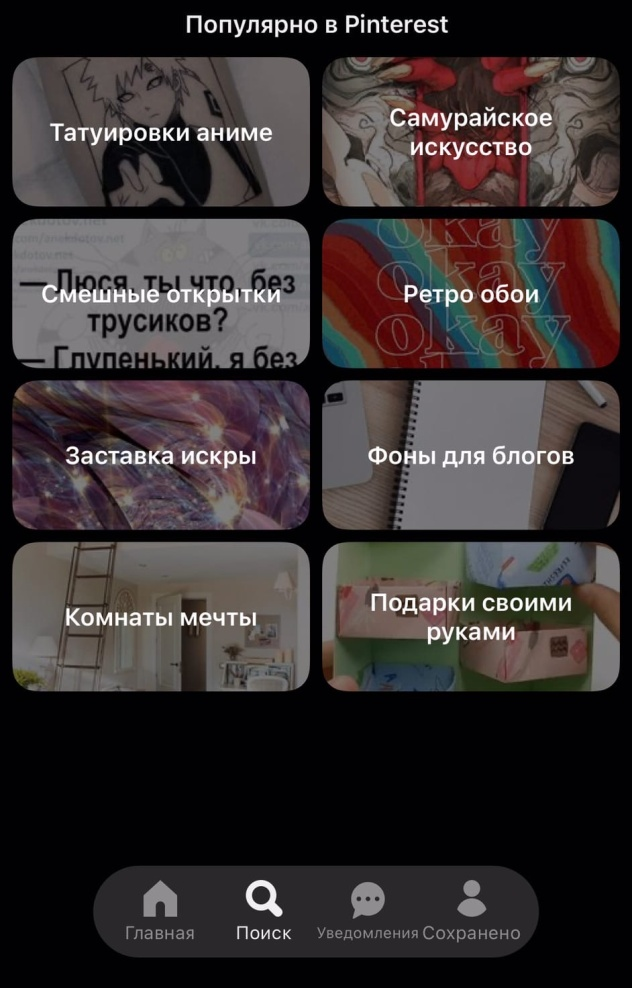 Популярно в Pinterest
Татуировки аниме
Самурайское
искусство
— Люся, ты что, без
трусиков?
— Глупенький, я без
Смешные открытки
okay
okay
okay
Ретро обои
Заставка искры
Фоны для блогов
Комнаты мечты
Подарки своими
руками
Главная
Поиск
Уведомления
Сохранено